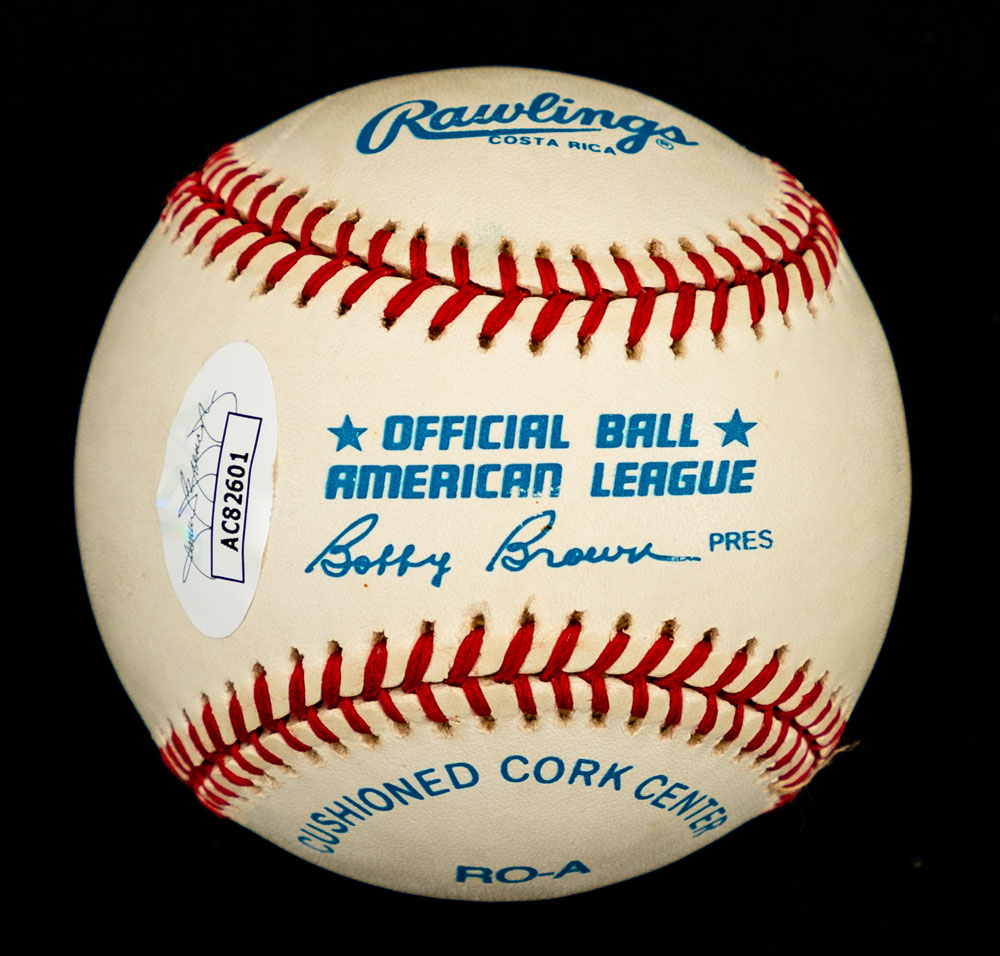 Rawlings®
COSTA RICA
★ OFFICIAL BALL ★
AMERICAN LEAGUE
Bobby Brown PRES
AC82601
CUSHIONED CORK CENTER
RO-A